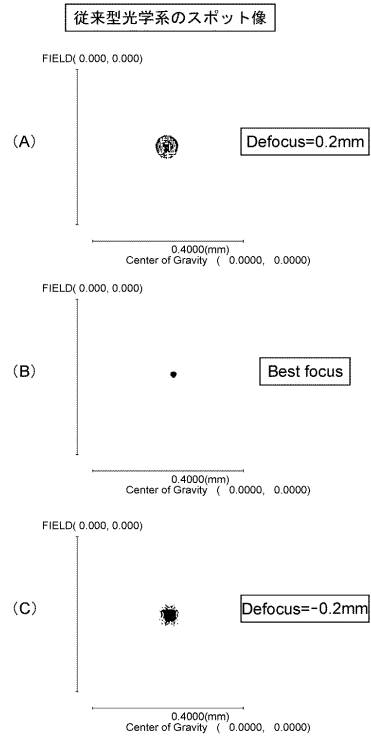 従来型光学系のスポット像
FIELD( 0.000, 0.000)
(A)
Defocus=0.2mm
0.4000(mm)
Center of Gravity ( 0.0000, 0.0000)
FIELD( 0.000, 0.000)
(B)
Best focus
0.4000(mm)
Center of Gravity ( 0.0000, 0.0000)
FIELD( 0.000, 0.000)
(C)
Defocus=-0.2mm
0.4000(mm)
Center of Gravity ( 0.0000, 0.0000)